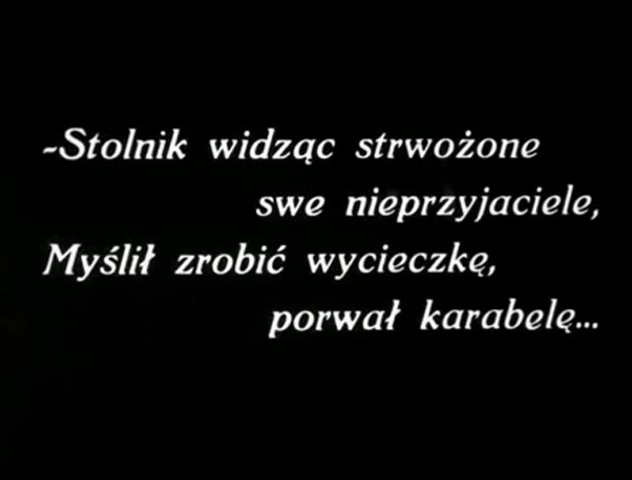 -Stolnik widząc strwożone
swe nieprzyjaciele,
Myślił zrobić wycieczkę,
porwał karabelę...